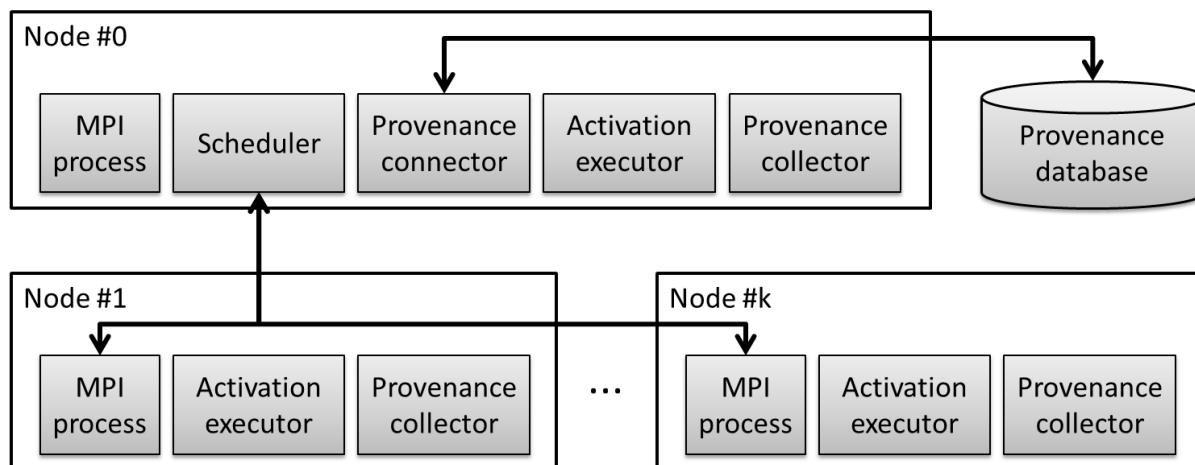 Node #0
MPI
process
Scheduler
Provenance
connector
Activation
executor
Provenance
collector
Provenance
database
Node #1
MPI
process
Activation
executor
Provenance
collector
...
Node #k
MPI
process
Activation
executor
Provenance
collector